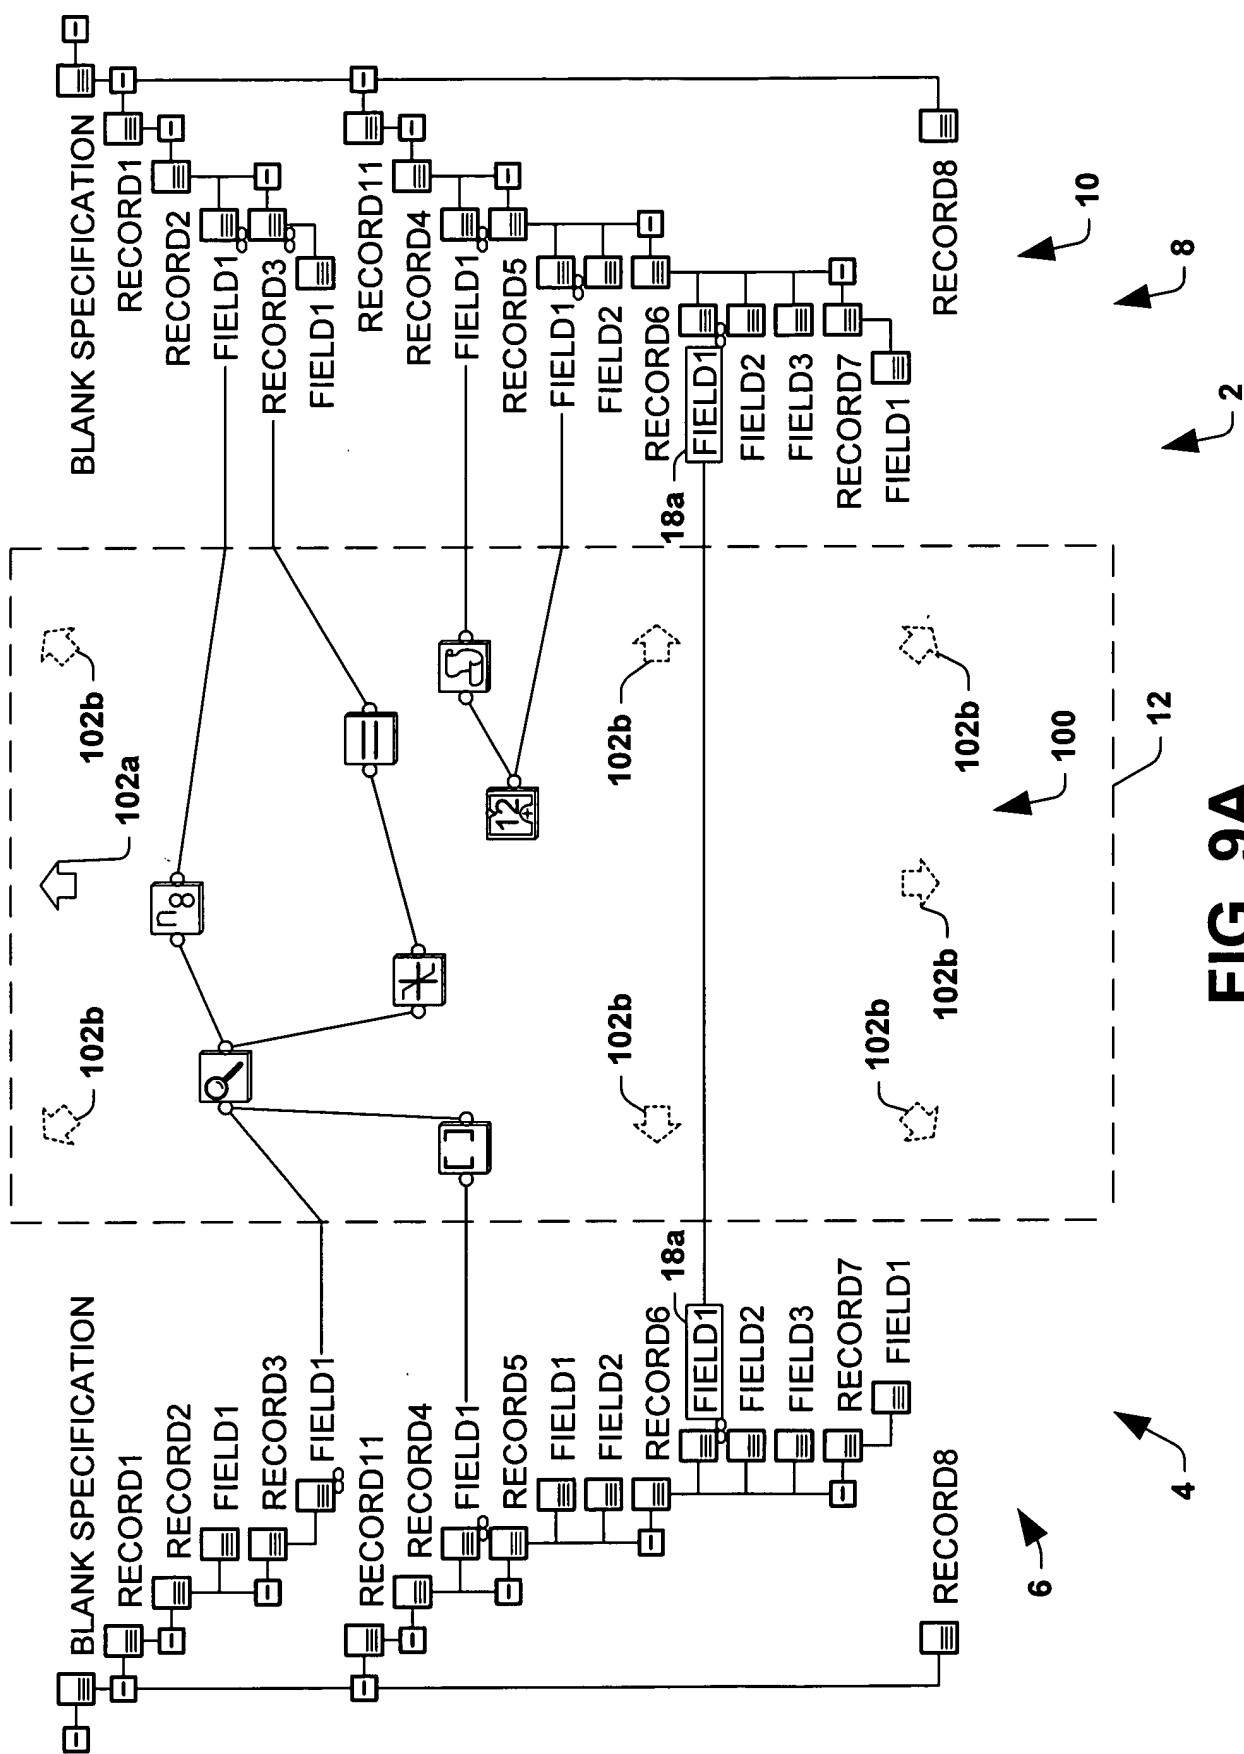 BLANK SPECIFICATION
RECORD1
RECORD2
FIELD1
RECORD3
FIELD1
RECORD11
RECORD4
FIELD1
RECORD5
FIELD1
FIELD2
RECORD6
FIELD1
18a
FIELD2
FIELD3
RECORD7
FIELD1
RECORD8
6
4
102b
102a
102b
n8
12
102b
102b
102b
102b
102b
100
12
BLANK SPECIFICATION
RECORD1
RECORD2
FIELD1
RECORD3
FIELD1
RECORD11
RECORD4
FIELD1
RECORD5
FIELD1
FIELD2
RECORD6
18a
FIELD1
FIELD2
FIELD3
RECORD7
FIELD1
RECORD8
10
8
2
FIG. 9A